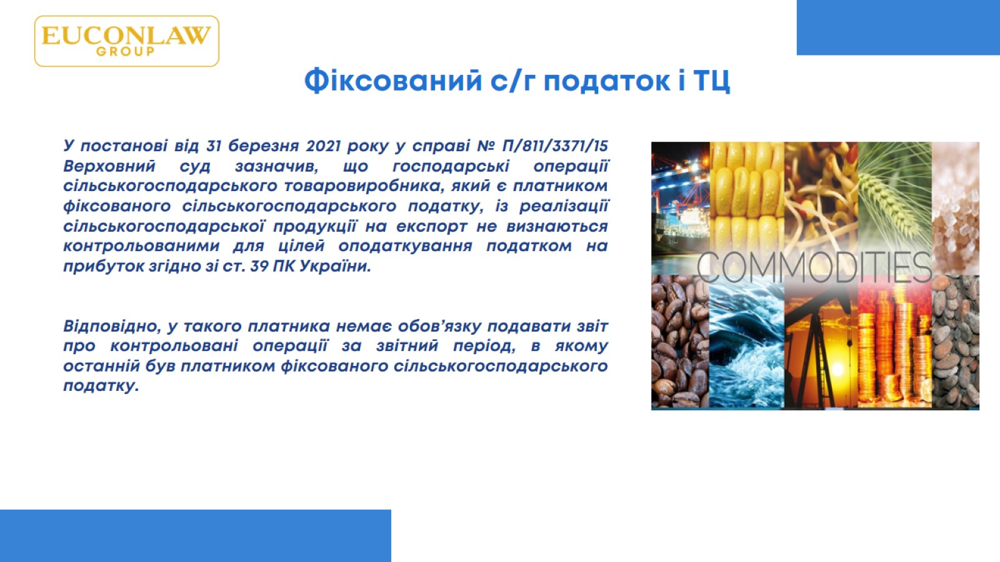 EUCONLAW
GROUP
Фіксований с/г податок і ТЦ
У постанові від 31 березня 2021 року у справі № П/811/3371/15
Верховний суд зазначив, що господарські операції
сільськогосподарського товаровиробника, який є платником
фіксованого сільськогосподарського податку, із реалізації
сільськогосподарської продукції на експорт не визнаються
контрольованими для цілей оподаткування податком на
прибуток згідно зі ст. 39 ПК України.
Відповідно, у такого платника немає обов’язку подавати звіт
про контрольовані операції за звітний період, в якому
останній був платником фіксованого сільськогосподарського
податку.
COMMODITIES